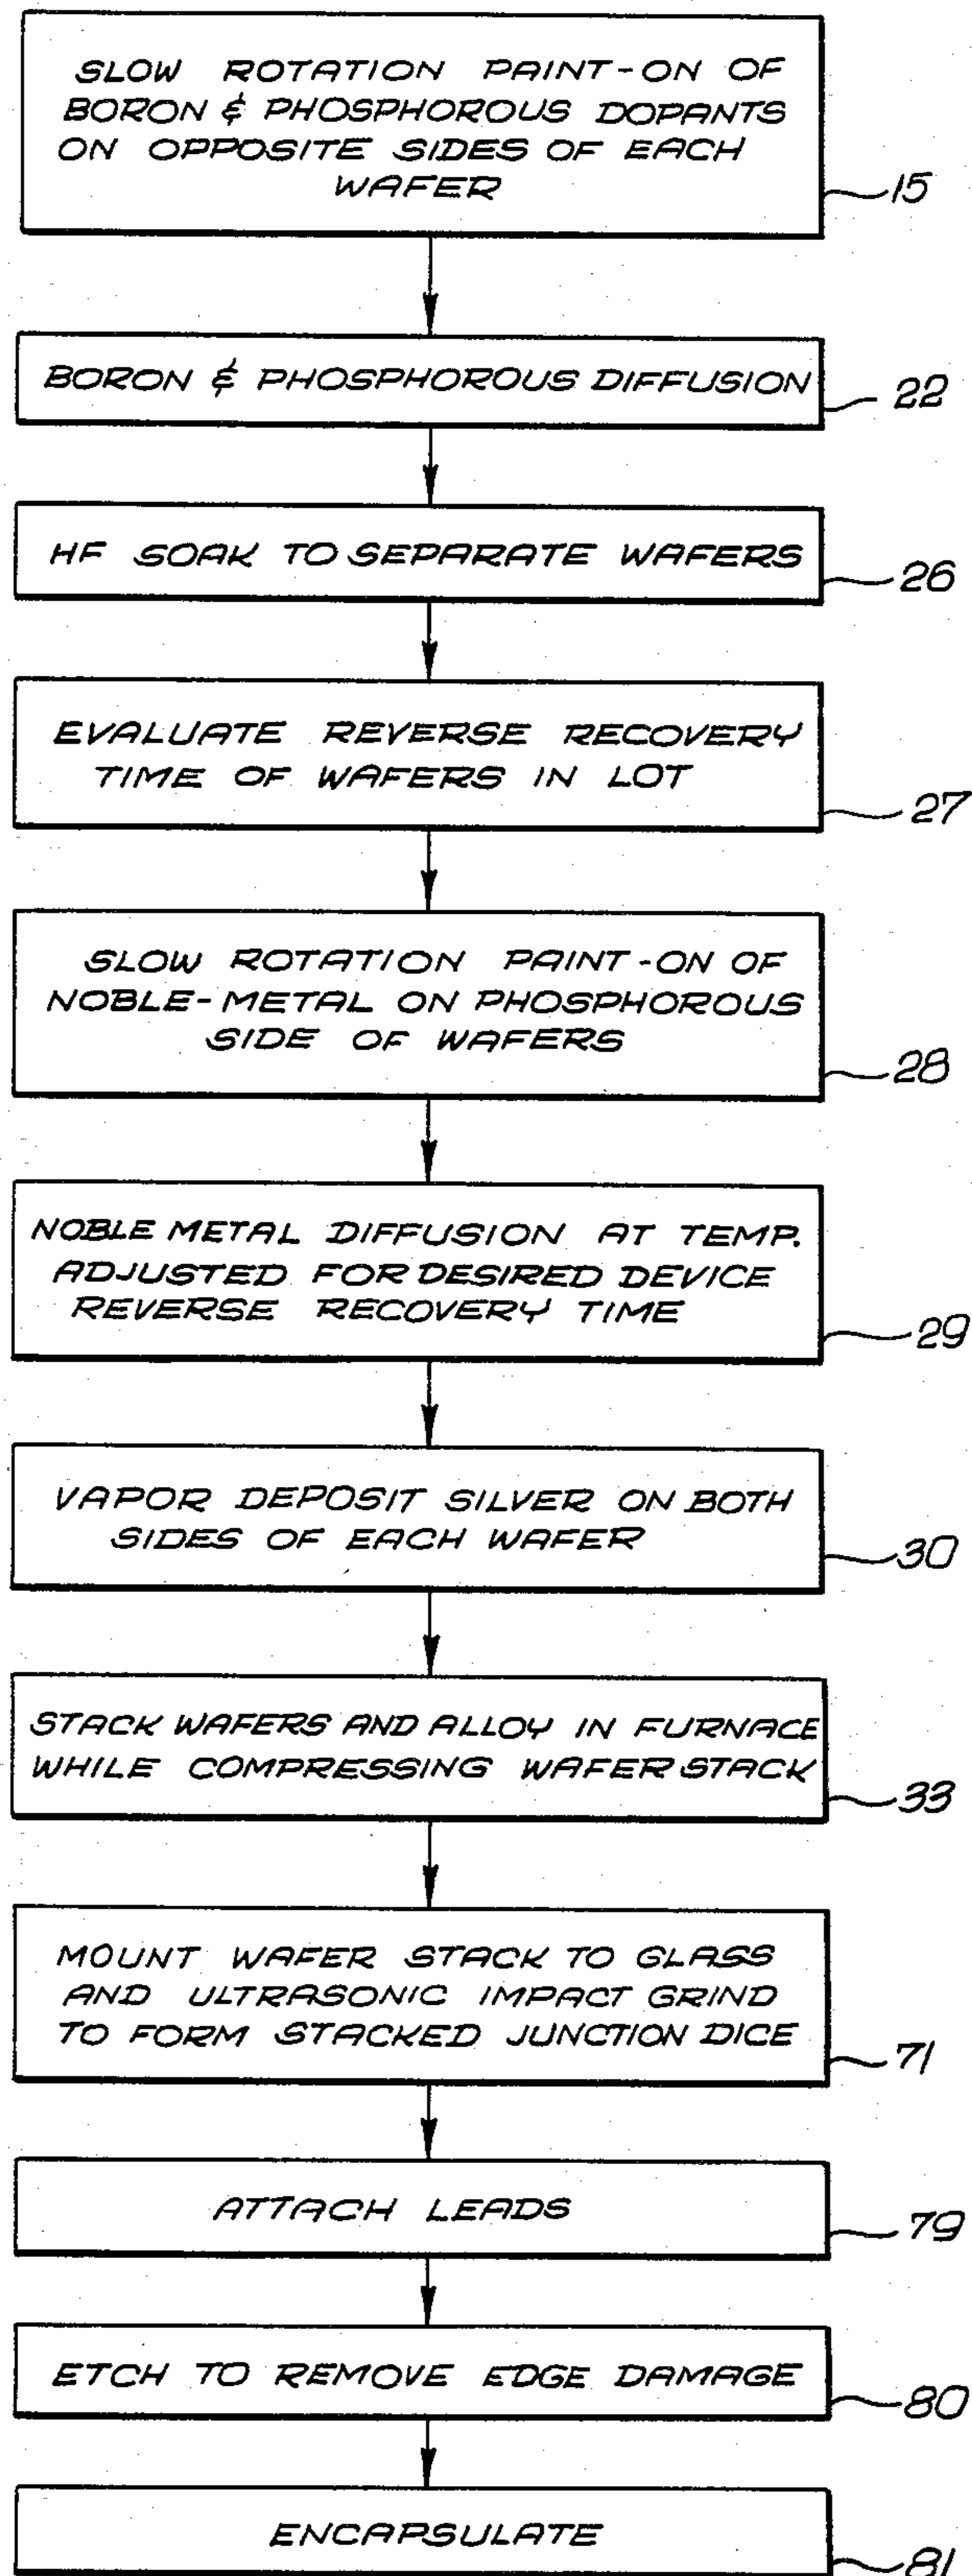 SLOW ROTATION PAINT-ON OF
BORON & PHOSPHOROUS DOPANTS
ON OPPOSITE SIDES OF EACH
WAFER
15
BORON & PHOSPHOROUS DIFFUSION
22
HF SOAK TO SEPARATE WAFERS
26
EVALUATE REVERSE RECOVERY
TIME OF WAFERS IN LOT
27
SLOW ROTATION PAINT-ON OF
NOBLE-METAL ON PHOSPHOROUS
SIDE OF WAFERS
28
NOBLE METAL DIFFUSION AT TEMP.
ADJUSTED FOR DESIRED DEVICE
REVERSE RECOVERY TIME
29
VAPOR DEPOSIT SILVER ON BOTH
SIDES OF EACH WAFER
30
STACK WAFERS AND ALLOY IN FURNACE
WHILE COMPRESSING WAFER STACK
33
MOUNT WAFER STACK TO GLASS
AND ULTRASONIC IMPACT GRIND
TO FORM STACKED JUNCTION DICE
71
ATTACH LEADS
79
ETCH TO REMOVE EDGE DAMAGE
80
ENCAPSULATE
81